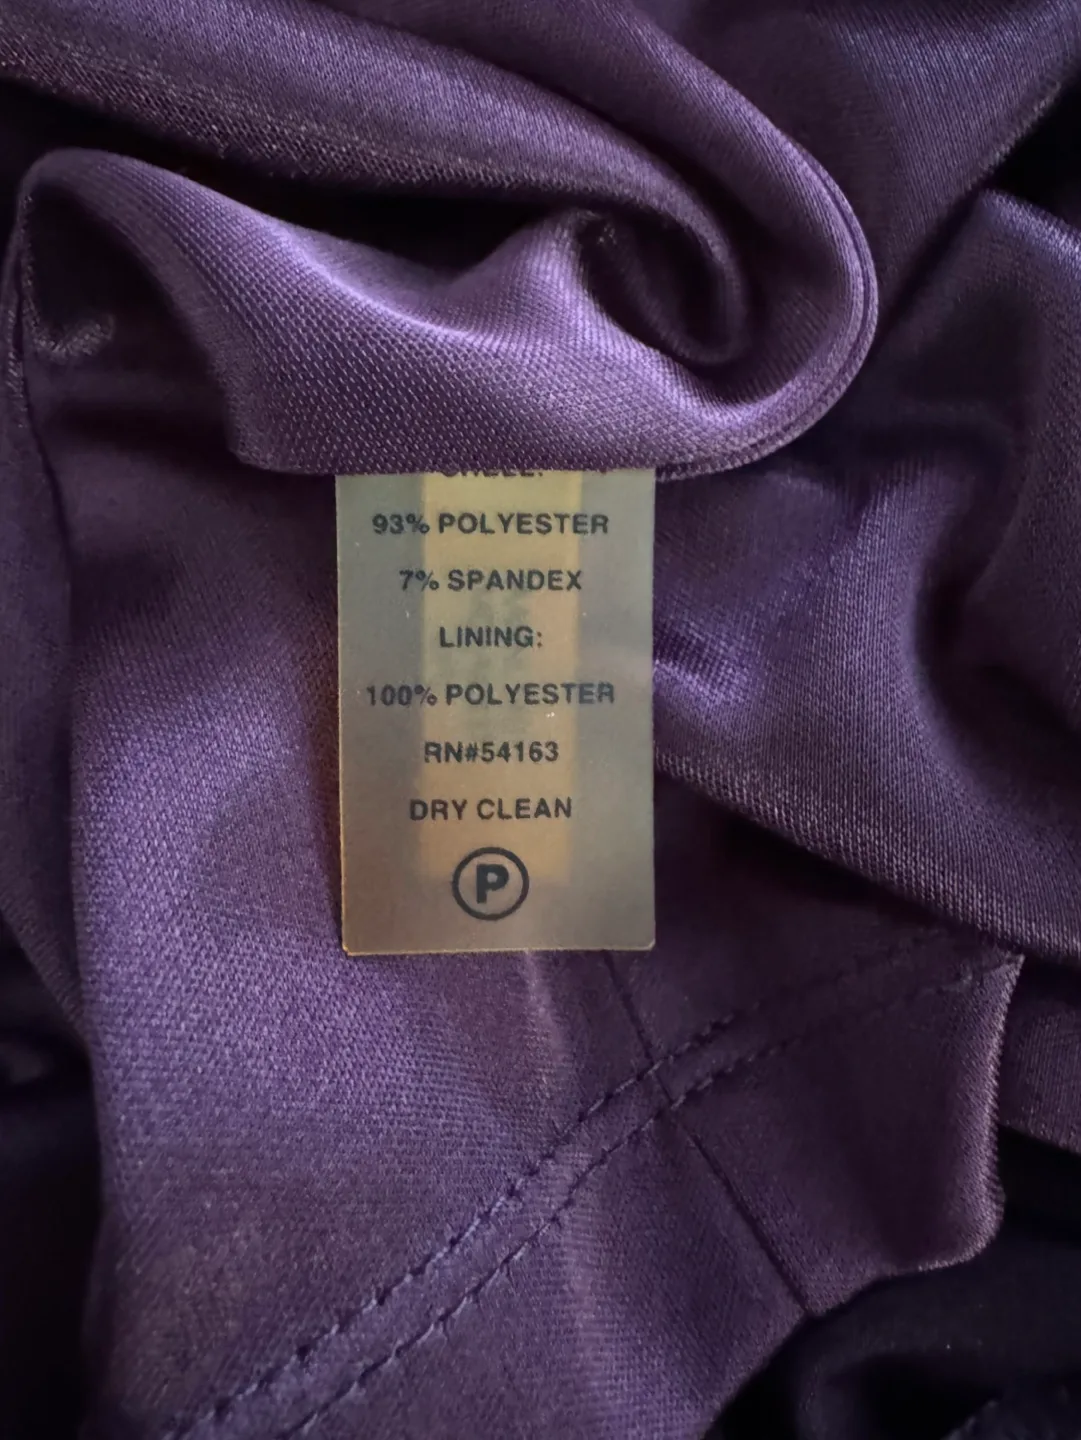 93% POLYESTER
7% SPANDEX
LINING:
100% POLYESTER
RN#54163
DRY CLEAN
P